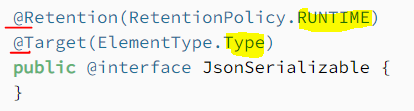 @Retention(RetentionPolicy.RUNTIME)
@Target(ElementType.Type)
public @interface JsonSerializable {
}